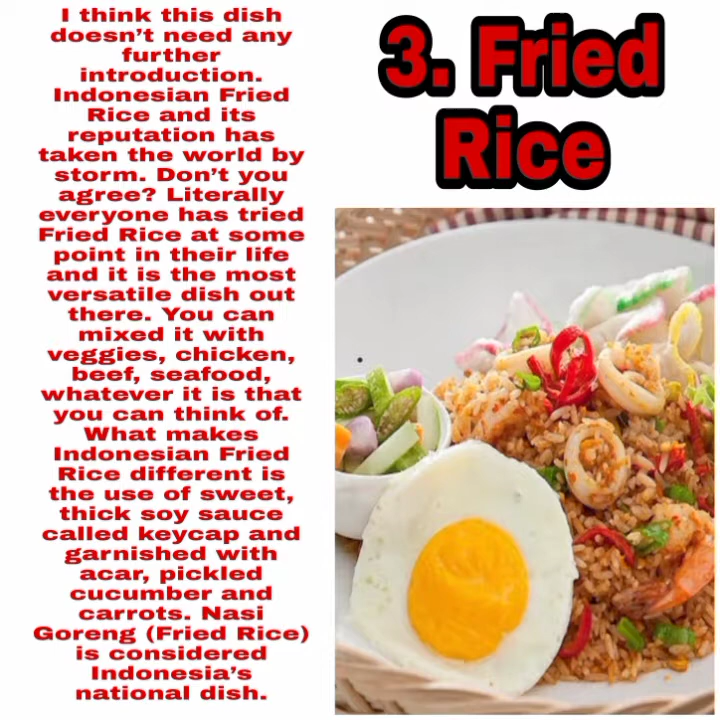 I think this dish
doesn't need any
further
introduction.
Indonesian Fried
Rice and its
reputation has
taken the world by
storm. Don't you
agree? Literally
everyone has tried
Fried Rice at some
point in their life
and it is the most
versatile dish out
there. You can
mixed it with
veggies, chicken,
beef, seafood,
whatever it is that
you can think of.
What makes
Indonesian Fried
Rice different is
the use of sweet,
thick soy sauce
called keycap and
garnished with
acar, pickled
cucumber and
carrots. Nasi
Goreng (Fried Rice)
is considered
Indonesia's
national dish.
3. Fried
Rice